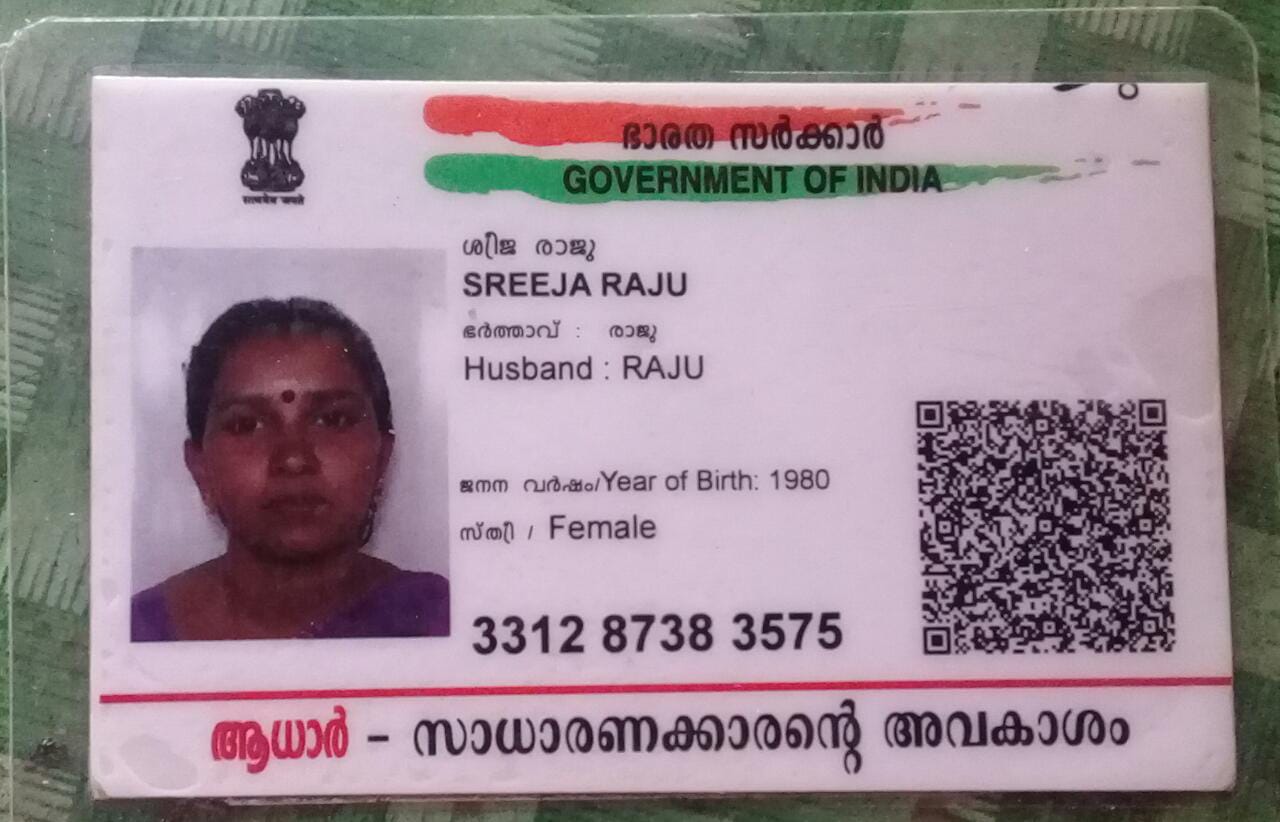 ഭാരത സർക്കാർ
GOVERNMENT OF INDIA
सत्यमेव जयते
ശ്രീജ രാജു
SREEJA RAJU
ഭർത്താവ് : രാജു
Husband : RAJU
ജനന വർഷം/Year of Birth: 1980
സ്ത്രീ / Female
3312 8738 3575
ആധാർ - സാധാരണക്കാരന്റെ അവകാശം